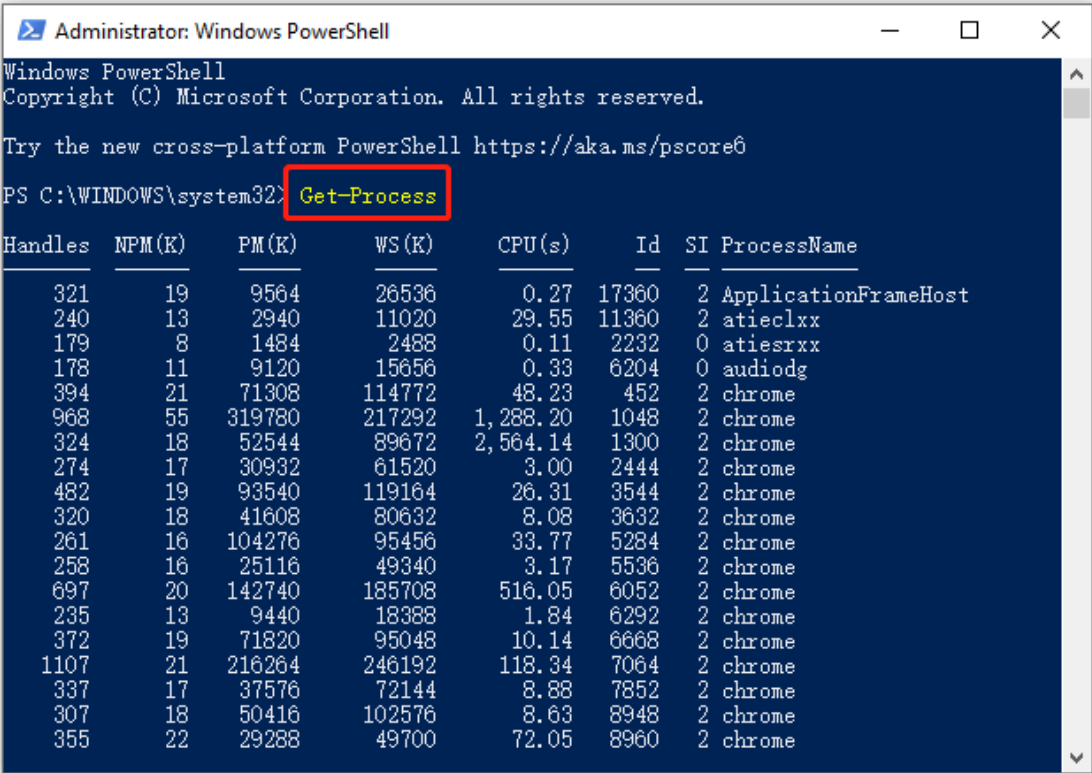 Administrator: Windows PowerShell
Windows PowerShell
Copyright (C) Microsoft Corporation. All rights reserved.
Try the new cross-platform PowerShell https://aka.ms/pscore6
PS C:\WINDOWS\system32> Get-Process
Handles NPM(K) PM(K) WS(K) CPU(s) Id SI ProcessName
321 19 9564 26536 0.27 17360 2 ApplicationFrameHost
240 13 2940 11020 29.55 11360 2 atieclxx
179 8 1484 2488 0.11 2232 0 atiesrxx
178 11 9120 15656 0.33 6204 0 audiodg
394 21 71308 114772 48.23 452 2 chrome
968 55 319780 217292 1,288.20 1048 2 chrome
324 18 52544 89672 2,564.14 1300 2 chrome
274 17 30932 61520 3.00 2444 2 chrome
482 19 93540 119164 26.31 3544 2 chrome
320 18 41608 80632 8.08 3632 2 chrome
261 16 104276 95456 33.77 5284 2 chrome
258 16 25116 49340 3.17 5536 2 chrome
697 20 142740 185708 516.05 6052 2 chrome
235 13 9440 18388 1.84 6292 2 chrome
372 19 71820 95048 10.14 6668 2 chrome
1107 21 216264 246192 118.34 7064 2 chrome
337 17 37576 72144 8.88 7852 2 chrome
307 18 50416 102576 8.63 8948 2 chrome
355 22 29288 49700 72.05 8960 2 chrome